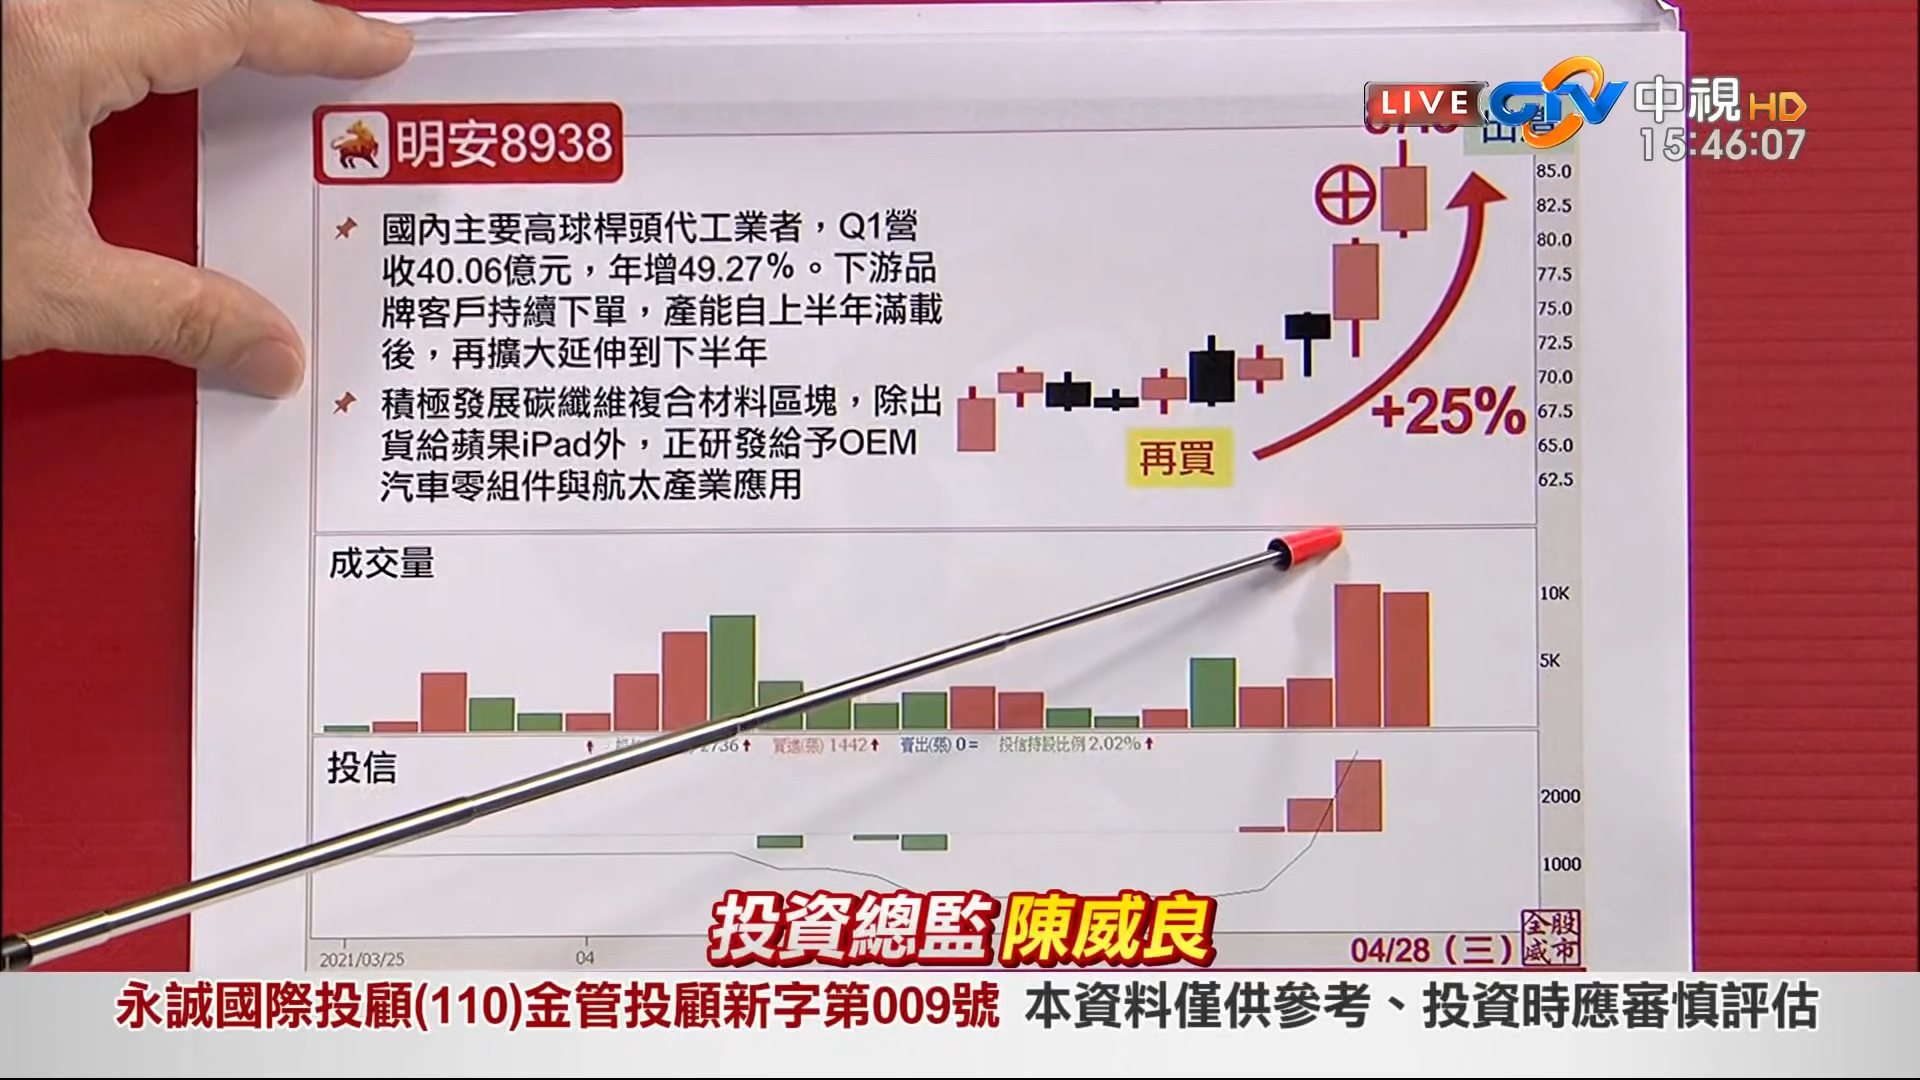 LIVE CTV 中視HD
15:46:07
明安8938
國內主要高球桿頭代工業者，Q1營
收40.06億元，年增49.27%。下游品
牌客戶持續下單，產能自上半年滿載
後，再擴大延伸到下半年
積極發展碳纖維複合材料區塊，除出
貨給蘋果iPad外，正研發給予OEM
汽車零組件與航太產業應用
再買
+25%
85.0
82.5
80.0
77.5
75.0
72.5
70.0
67.5
65.0
62.5
成交量
10K
5K
2736 買進(張) 1442 賣出(張) 0= 投信持股比例 2.02%
投信
2000
1000
2021/03/25
04
04/28（三）
全股
威市
投資總監 陳威良
永誠國際投顧(110)金管投顧新字第009號 本資料僅供參考、投資時應審慎評估